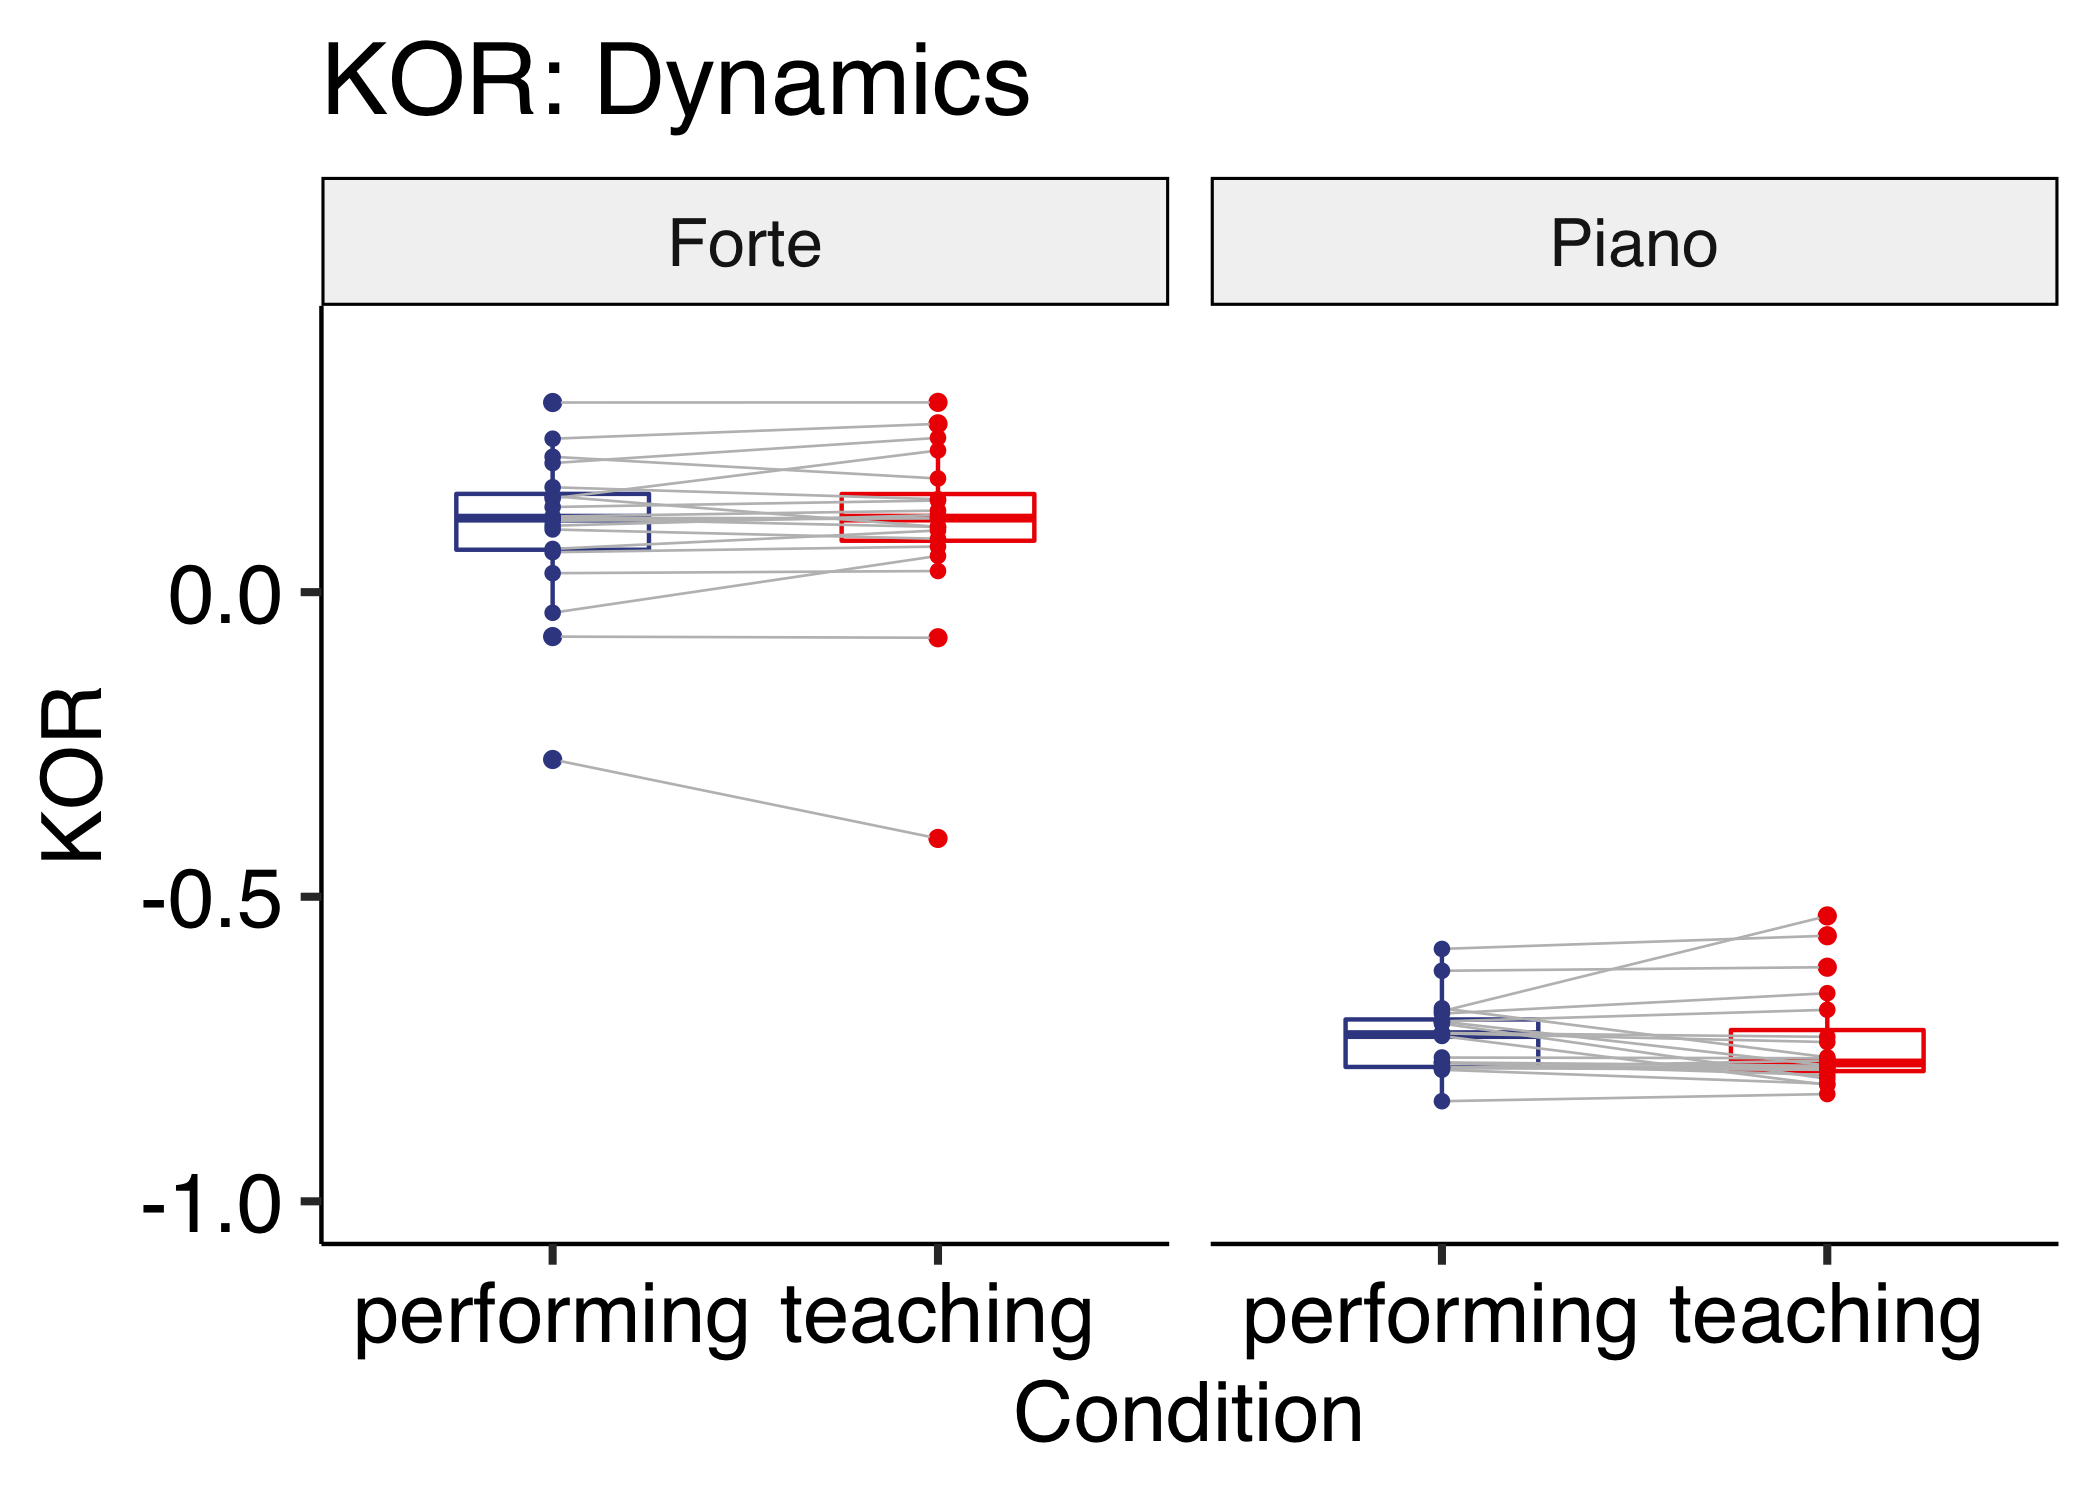 KOR: Dynamics
Forte
Piano
KOR
0.0
-0.5
-1.0
performing teaching
performing teaching
Condition